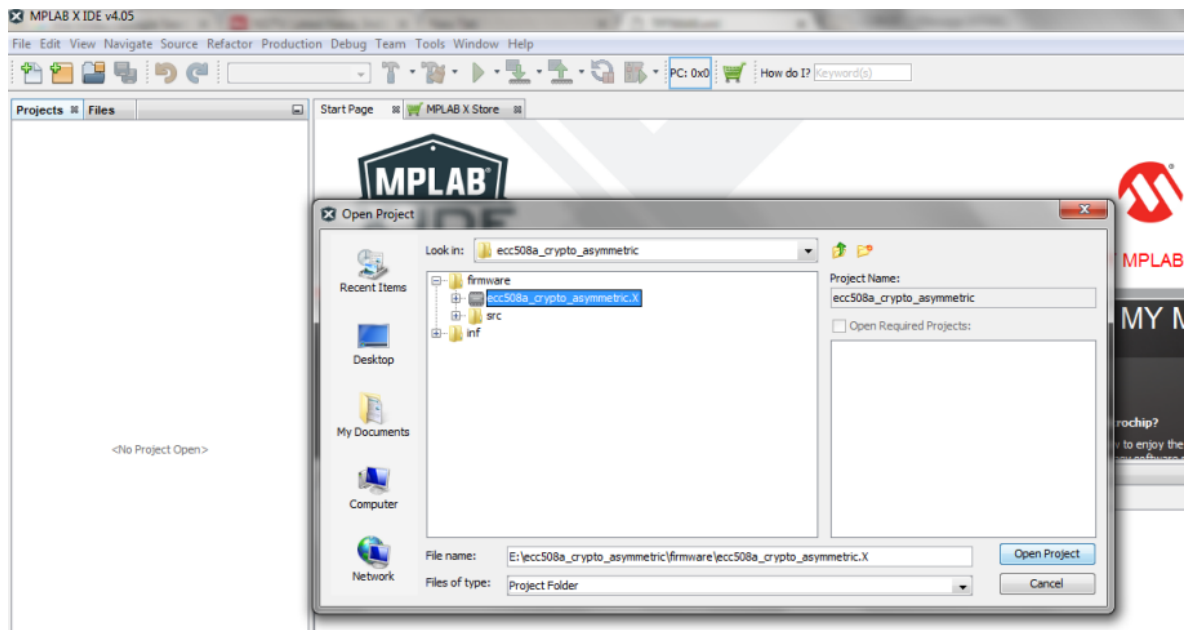 MPLAB X IDE v4.05
File Edit View Navigate Source Refactor Production Debug Team Tools Window Help
PC: 0x0 How do I? Keyword(s)
Projects Files Start Page MPLAB X Store
MPLAB
IDE
Open Project
Look in: ecc508a_crypto_asymmetric
Recent Items
Desktop
My Documents
Computer
Network
firmware
ecc508a_crypto_asymmetric.X
src
inf
Project Name:
ecc508a_crypto_asymmetric
Open Required Projects:
File name: E:\ecc508a_crypto_asymmetric\firmware\ecc508a_crypto_asymmetric.X Open Project
Files of type: Project Folder Cancel
<No Project Open>
MPLAB
MY M
rochip?
to enjoy the